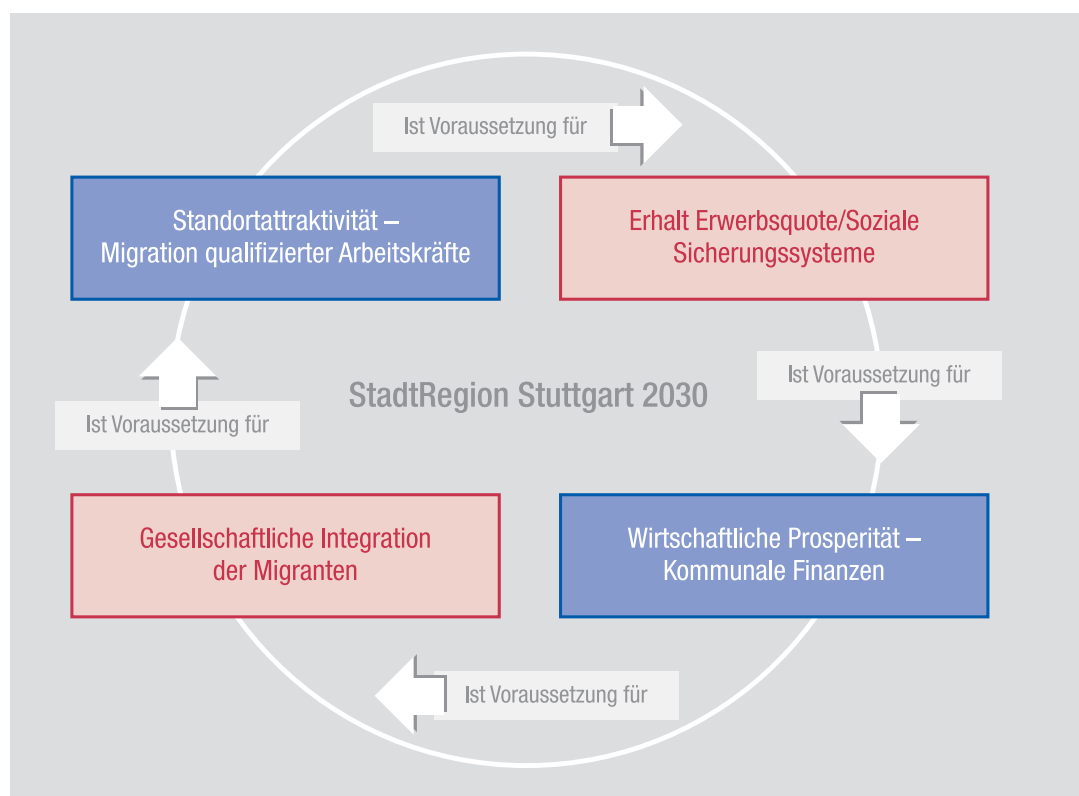 Ist Voraussetzung für
Standortattraktivität –
Migration qualifizierter Arbeitskräfte
Erhalt Erwerbsquote/Soziale
Sicherungssysteme
Ist Voraussetzung für
StadtRegion Stuttgart 2030
Ist Voraussetzung für
Gesellschaftliche Integration
der Migranten
Wirtschaftliche Prosperität –
Kommunale Finanzen
Ist Voraussetzung für